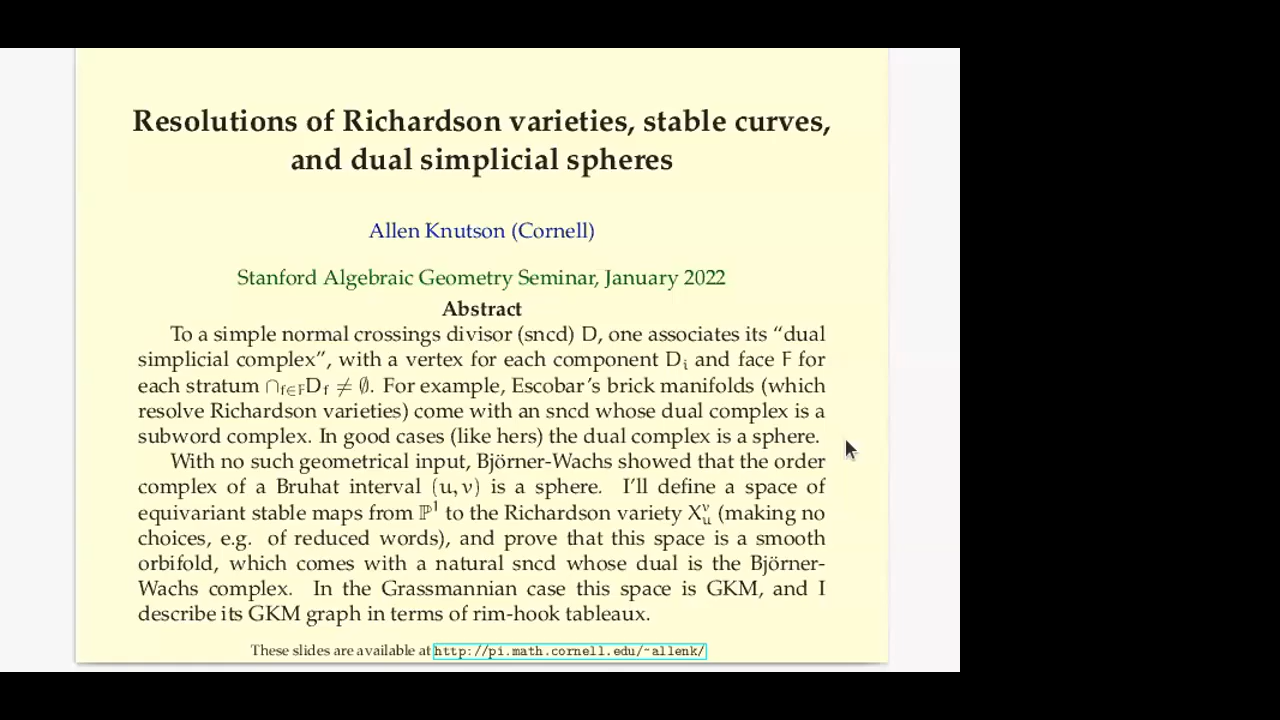 Resolutions of Richardson varieties, stable curves,
and dual simplicial spheres
Allen Knutson (Cornell)
Stanford Algebraic Geometry Seminar, January 2022
Abstract
To a simple normal crossings divisor (sncd) D, one associates its “dual
simplicial complex”, with a vertex for each component Dᵢ and face F for
each stratum ∩_{f∈F}D_f ≠ ∅. For example, Escobar’s brick manifolds (which
resolve Richardson varieties) come with an sncd whose dual complex is a
subword complex. In good cases (like hers) the dual complex is a sphere.
With no such geometrical input, Björner-Wachs showed that the order
complex of a Bruhat interval (u, v) is a sphere. I’ll define a space of
equivariant stable maps from ℙ¹ to the Richardson variety X_u^v (making no
choices, e.g. of reduced words), and prove that this space is a smooth
orbifold, which comes with a natural sncd whose dual is the Björner-
Wachs complex. In the Grassmannian case this space is GKM, and I
describe its GKM graph in terms of rim-hook tableaux.
These slides are available at http://pi.math.cornell.edu/~allenk/